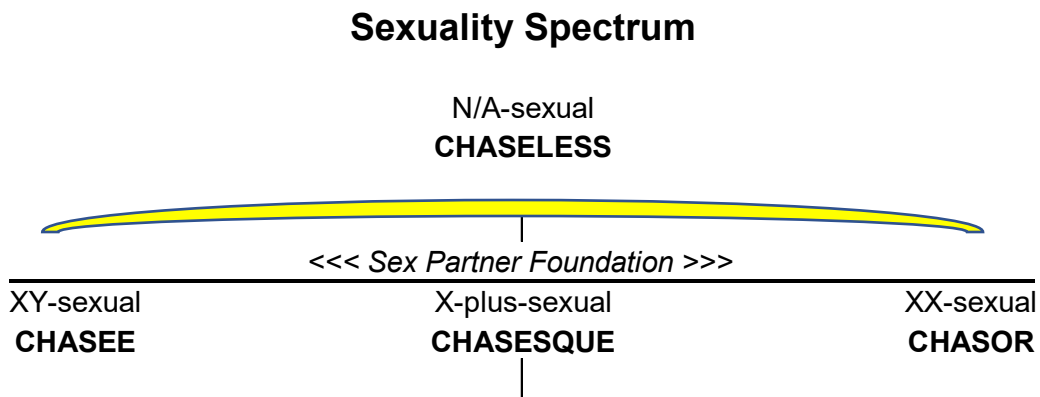 Sexuality Spectrum
N/A-sexual
CHASELESS
<<< Sex Partner Foundation >>>
XY-sexual X-plus-sexual XX-sexual
CHASEE CHASESQUE CHASOR